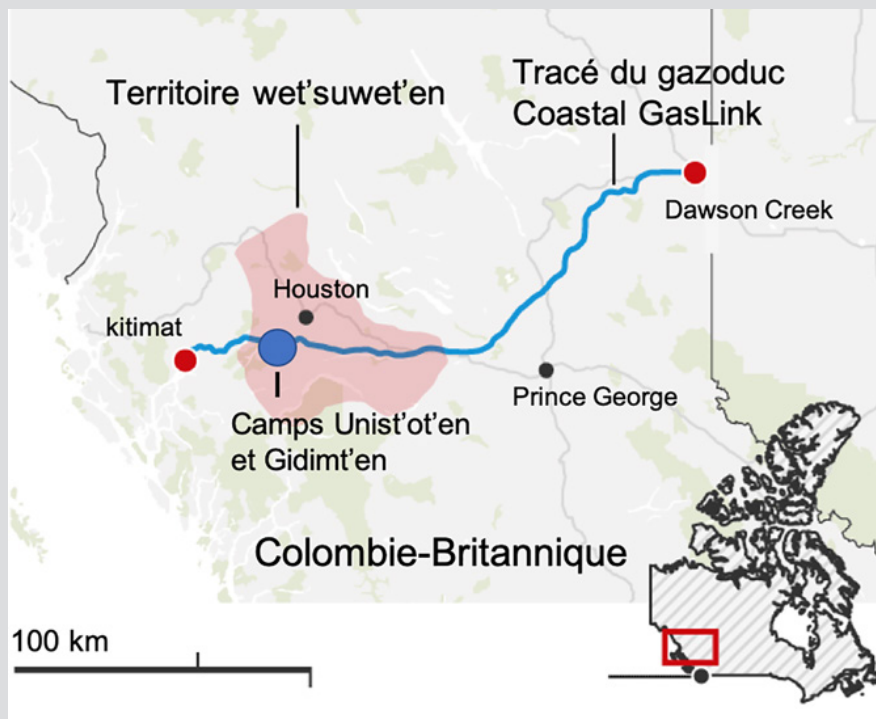 Territoire wet'suwet'en
Tracé du gazoduc
Coastal GasLink
Dawson Creek
Houston
kitimat
Prince George
Camps Unist'ot'en
et Gidimt'en
Colombie-Britannique
100 km